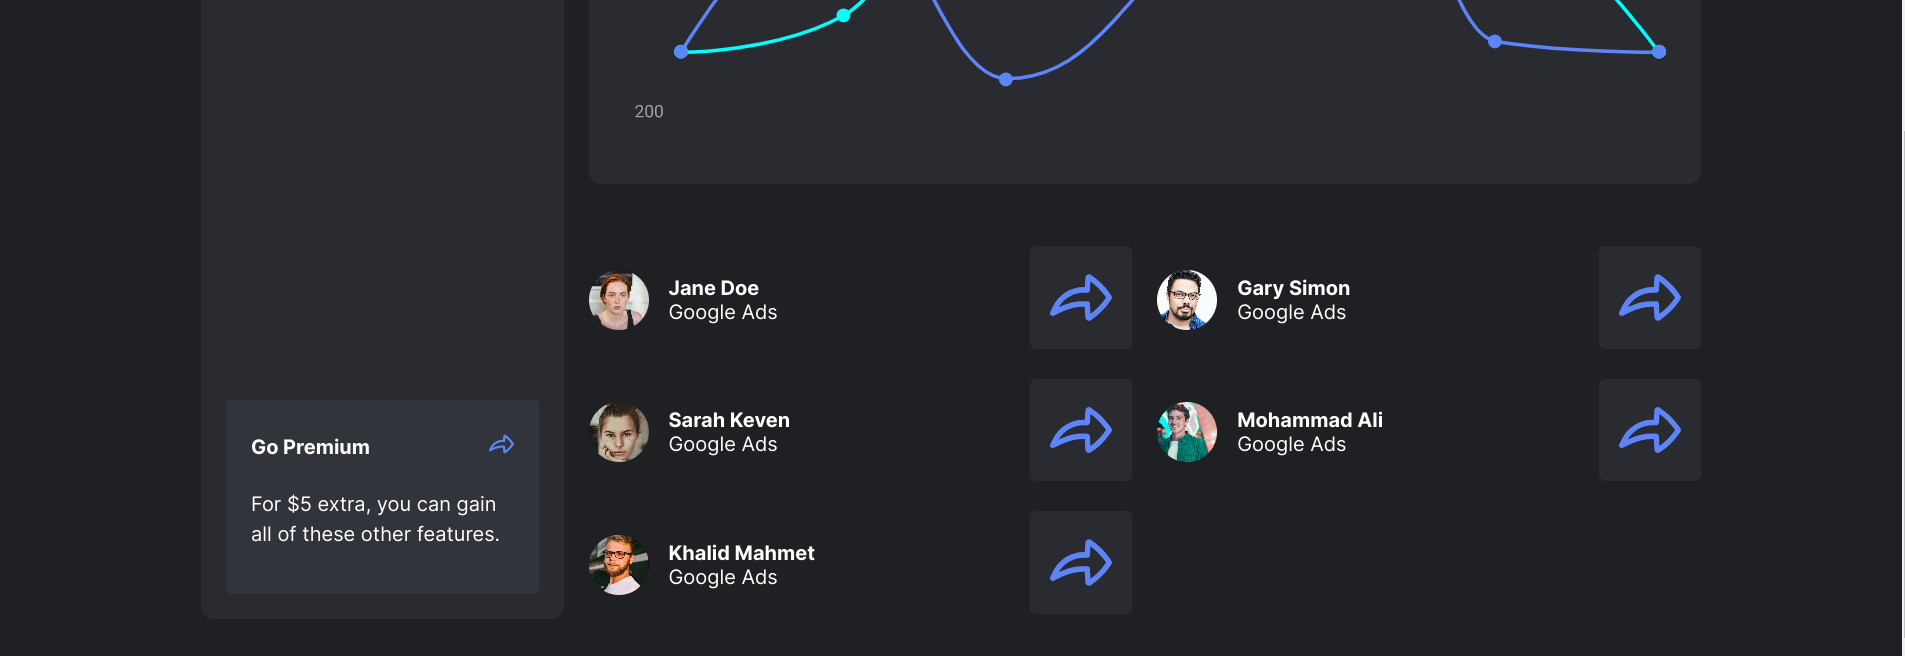 200
Jane Doe
Google Ads
Gary Simon
Google Ads
Sarah Keven
Google Ads
Mohammad Ali
Google Ads
Khalid Mahmet
Google Ads
Go Premium
For $5 extra, you can gain
all of these other features.